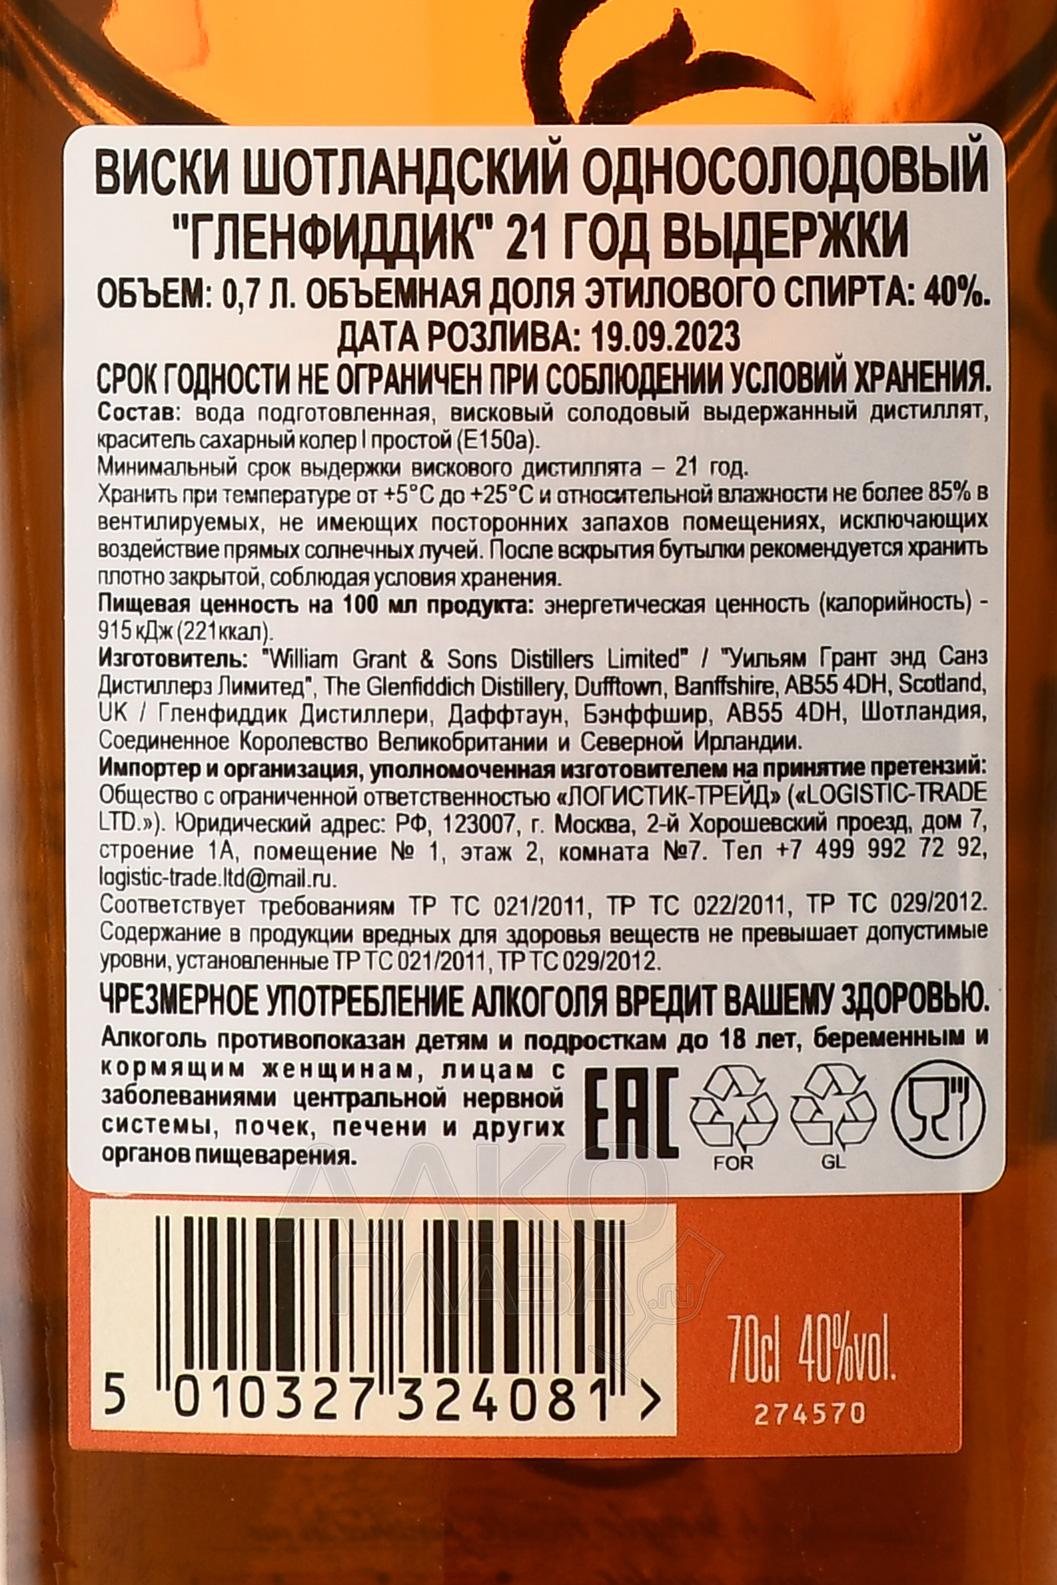 ВИСКИ ШОТЛАНДСКИЙ ОДНОСОЛОДОВЫЙ
"ГЛЕНФИДДИК" 21 ГОД ВЫДЕРЖКИ
ОБЪЕМ: 0,7 Л. ОБЪЕМНАЯ ДОЛЯ ЭТИЛОВОГО СПИРТА: 40%.
ДАТА РОЗЛИВА: 19.09.2023
СРОК ГОДНОСТИ НЕ ОГРАНИЧЕН ПРИ СОБЛЮДЕНИИ УСЛОВИЙ ХРАНЕНИЯ.
Состав: вода подготовленная, висковый солодовый выдержанный дистиллят,
краситель сахарный колер I простой (Е150а).
Минимальный срок выдержки вискового дистиллята – 21 год.
Хранить при температуре от +5°С до +25°С и относительной влажности не более 85% в
вентилируемых, не имеющих посторонних запахов помещениях, исключающих
воздействие прямых солнечных лучей. После вскрытия бутылки рекомендуется хранить
плотно закрытой, соблюдая условия хранения.
Пищевая ценность на 100 мл продукта: энергетическая ценность (калорийность) -
915 кДж (221ккал).
Изготовитель: "William Grant & Sons Distillers Limited" / "Уильям Грант энд Санз
Дистиллерз Лимитед", The Glenfiddich Distillery, Dufftown, Banffshire, AB55 4DH, Scotland,
UK / Гленфиддик Дистиллери, Даффтаун, Бэнффшир, АВ55 4DH, Шотландия,
Соединенное Королевство Великобритании и Северной Ирландии.
Импортер и организация, уполномоченная изготовителем на принятие претензий:
Общество с ограниченной ответственностью «ЛОГИСТИК-ТРЕЙД» («LOGISTIC-TRADE
LTD.»). Юридический адрес: РФ, 123007, г. Москва, 2-й Хорошевский проезд, дом 7,
строение 1А, помещение № 1, этаж 2, комната №7. Тел +7 499 992 72 92,
logistic-trade.ltd@mail.ru.
Соответствует требованиям ТР ТС 021/2011, ТР ТС 022/2011, ТР ТС 029/2012.
Содержание в продукции вредных для здоровья веществ не превышает допустимые
уровни, установленные ТР ТС 021/2011, ТР ТС 029/2012.
ЧРЕЗМЕРНОЕ УПОТРЕБЛЕНИЕ АЛКОГОЛЯ ВРЕДИТ ВАШЕМУ ЗДОРОВЬЮ.
Алкоголь противопоказан детям и подросткам до 18 лет, беременным и
кормящим женщинам, лицам с
заболеваниями центральной нервной
системы, почек, печени и других
органов пищеварения.
EAC
FOR
GL
АЛКО
ГЛАВА.ru
5 010327 324081 >
70cl 40%vol.
274570